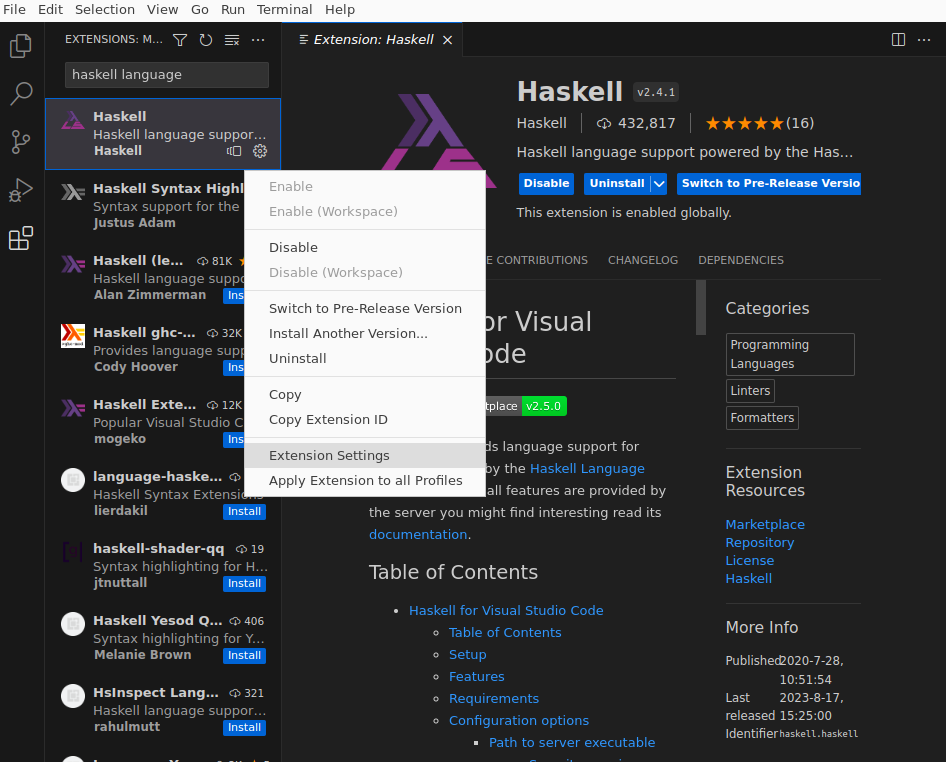 File Edit Selection View Go Run Terminal Help
EXTENSIONS: M...
haskell language
Haskell
Haskell language suppor...
Haskell
Haskell Syntax Highl
Syntax support for the
Justus Adam
Haskell (le... 81K
Haskell language supp
Alan Zimmerman Ins
Haskell ghc-... 32K
Provides language supp
Cody Hoover Ins
Haskell Exte... 12K
Popular Visual Studio C
mogeko Ins
language-haske...
Haskell Syntax Extensions
lierdakil Install
haskell-shader-qq 19
Syntax highlighting for H...
jtnuttall Install
Haskell Yesod Q... 406
Syntax highlighting for Y...
Melanie Brown Install
HsInspect Lang... 321
Haskell language suppor...
rahulmutt Install
Enable
Enable (Workspace)
Disable
Disable (Workspace)
Switch to Pre-Release Version
Install Another Version...
Uninstall
Copy
Copy Extension ID
Extension Settings
Apply Extension to all Profiles
Extension: Haskell
Haskell v2.4.1
Haskell 432,817 ★★★★★(16)
Haskell language support powered by the Has...
Disable Uninstall Switch to Pre-Release Versio
This extension is enabled globally.
E CONTRIBUTIONS CHANGELOG DEPENDENCIES
or Visual
ode
tplace v2.5.0
ds language support for
by the Haskell Language
all features are provided by
the server you might find interesting read its
documentation.
Table of Contents
• Haskell for Visual Studio Code
◦ Table of Contents
◦ Setup
◦ Features
◦ Requirements
◦ Configuration options
▪ Path to server executable
Categories
Programming
Languages
Linters
Formatters
Extension
Resources
Marketplace
Repository
License
Haskell
More Info
Published 2020-7-28,
10:51:54
Last 2023-8-17,
released 15:25:00
Identifier haskell.haskell